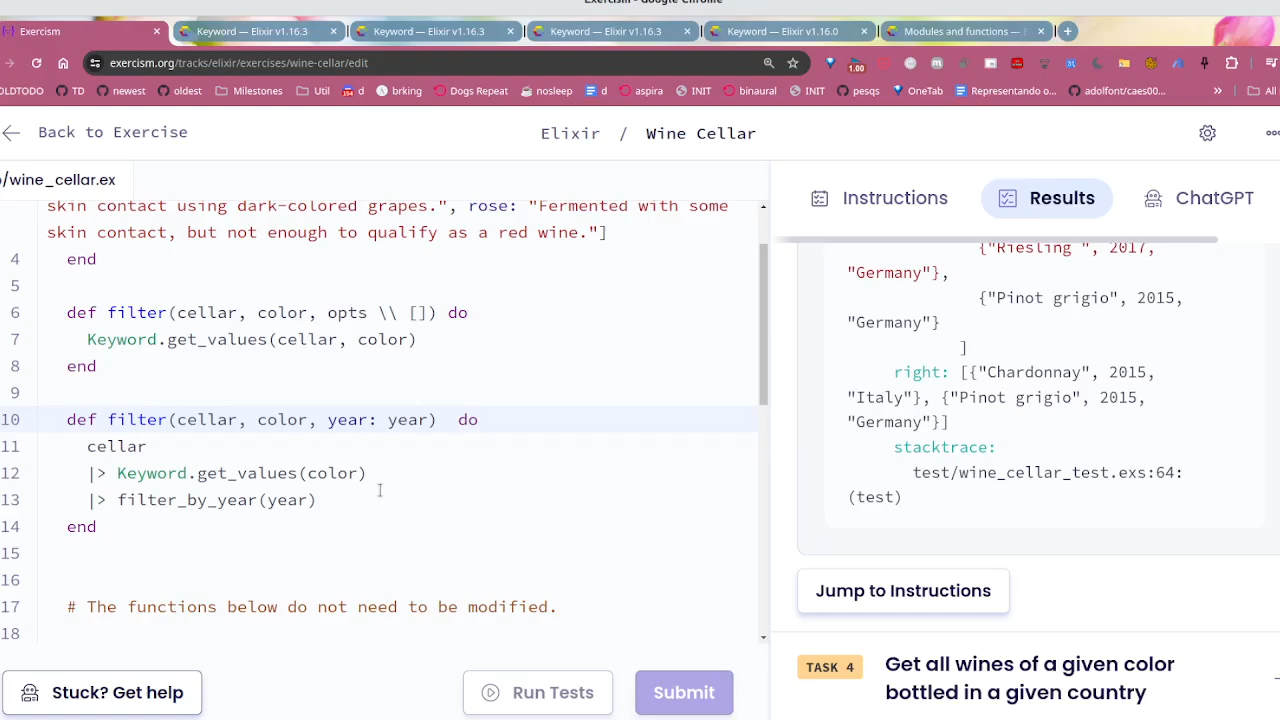 Exercism - Google Chrome
Exercism
Keyword — Elixir v1.16.3
Keyword — Elixir v1.16.3
Keyword — Elixir v1.16.3
Keyword — Elixir v1.16.0
Modules and functions —
exercism.org/tracks/elixir/exercises/wine-cellar/edit
1.00
OLDTODO
TD
newest
oldest
Milestones
Util
d
brking
Dogs Repeat
nosleep
d
aspira
INIT
binaural
INIT
pesqs
OneTab
Representando o...
adolfont/caes00...
»
All
Back to Exercise
Elixir / Wine Cellar
/wine_cellar.ex
Instructions
Results
ChatGPT
skin contact using dark-colored grapes.", rose: "Fermented with some
skin contact, but not enough to qualify as a red wine."]
4 end
5
6 def filter(cellar, color, opts \\ []) do
7 Keyword.get_values(cellar, color)
8 end
9
10 def filter(cellar, color, year: year) do
11 cellar
12 |> Keyword.get_values(color)
13 |> filter_by_year(year)
14 end
15
16
17 # The functions below do not need to be modified.
18
{"Riesling ", 2017,
"Germany"},
{"Pinot grigio", 2015,
"Germany"}
]
right: [{"Chardonnay", 2015,
"Italy"}, {"Pinot grigio", 2015,
"Germany"}]
stacktrace:
test/wine_cellar_test.exs:64:
(test)
Jump to Instructions
TASK 4
Get all wines of a given color
bottled in a given country
Stuck? Get help
Run Tests
Submit